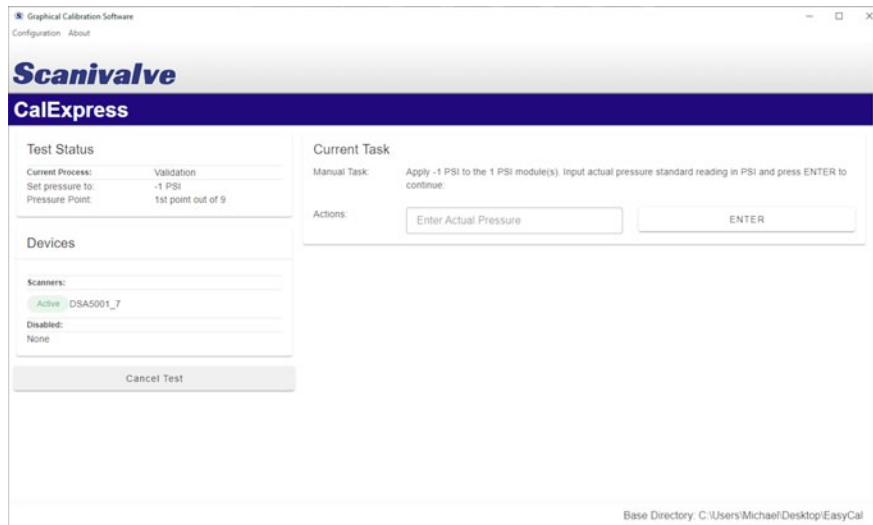 Graphical Calibration Software
Configuration About
Scanivalve
CalExpress
Test Status
Current Process: Validation
Set pressure to: -1 PSI
Pressure Point: 1st point out of 9
Devices
Scanners:
Active DSA5001_7
Disabled:
None
Cancel Test
Current Task
Manual Task: Apply -1 PSI to the 1 PSI module(s). Input actual pressure standard reading in PSI and press ENTER to
continue:
Actions: Enter Actual Pressure ENTER
Base Directory: C:\Users\Michael\Desktop\EasyCal